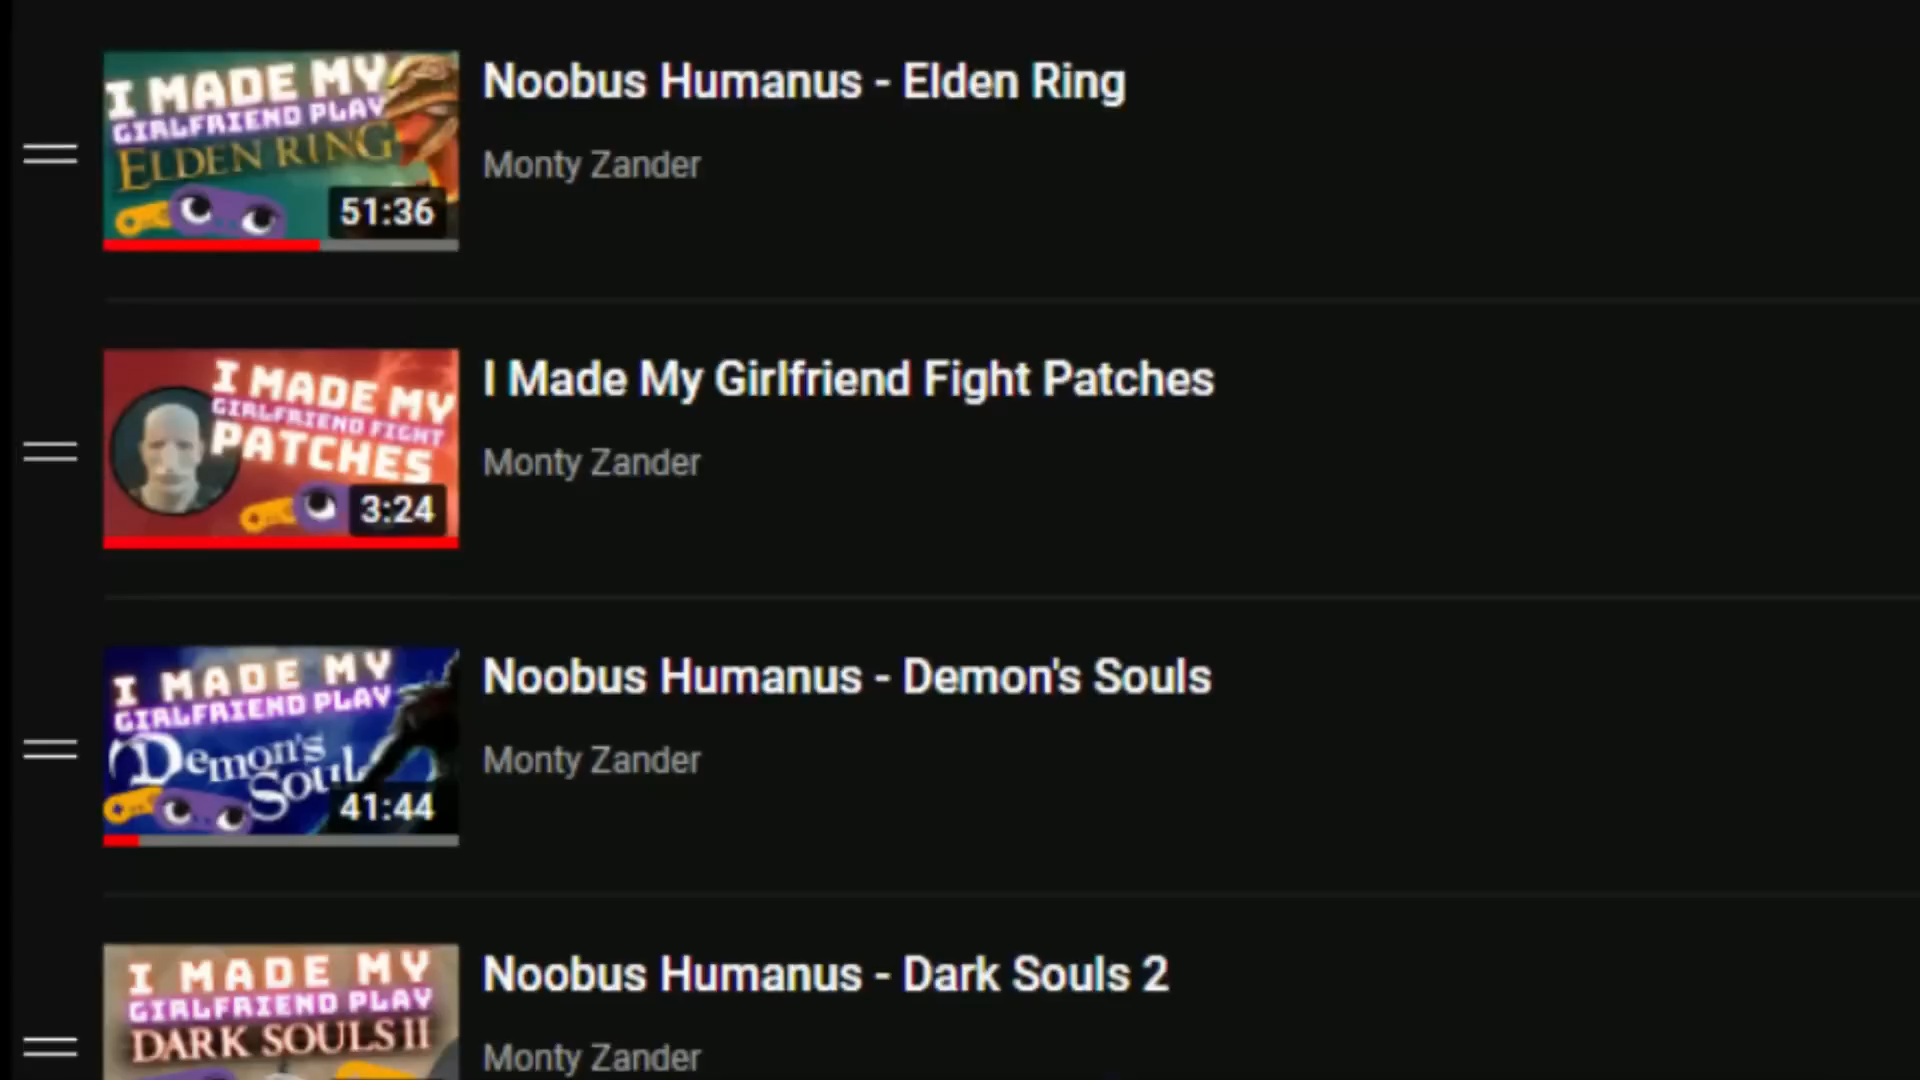 I MADE MY
GIRLFRIEND PLAY
ELDEN RING
51:36
Noobus Humanus - Elden Ring
Monty Zander
I MADE MY
GIRLFRIEND FIGHT
PATCHES
3:24
I Made My Girlfriend Fight Patches
Monty Zander
I MADE MY
GIRLFRIEND PLAY
Demon's
Soul
41:44
Noobus Humanus - Demon's Souls
Monty Zander
I MADE MY
GIRLFRIEND PLAY
DARK SOULS II
Noobus Humanus - Dark Souls 2
Monty Zander